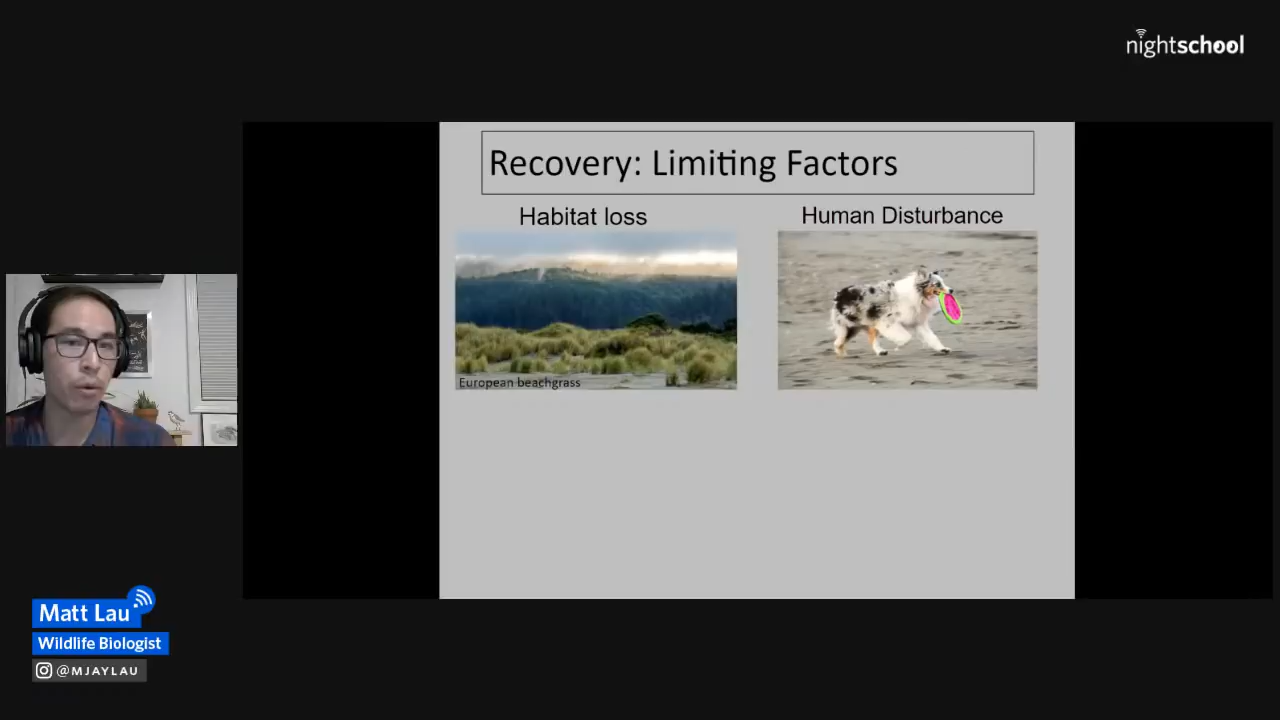 nightschool
Recovery: Limiting Factors
Habitat loss
Human Disturbance
European beachgrass
Matt Lau
Wildlife Biologist
@MJAYLAU